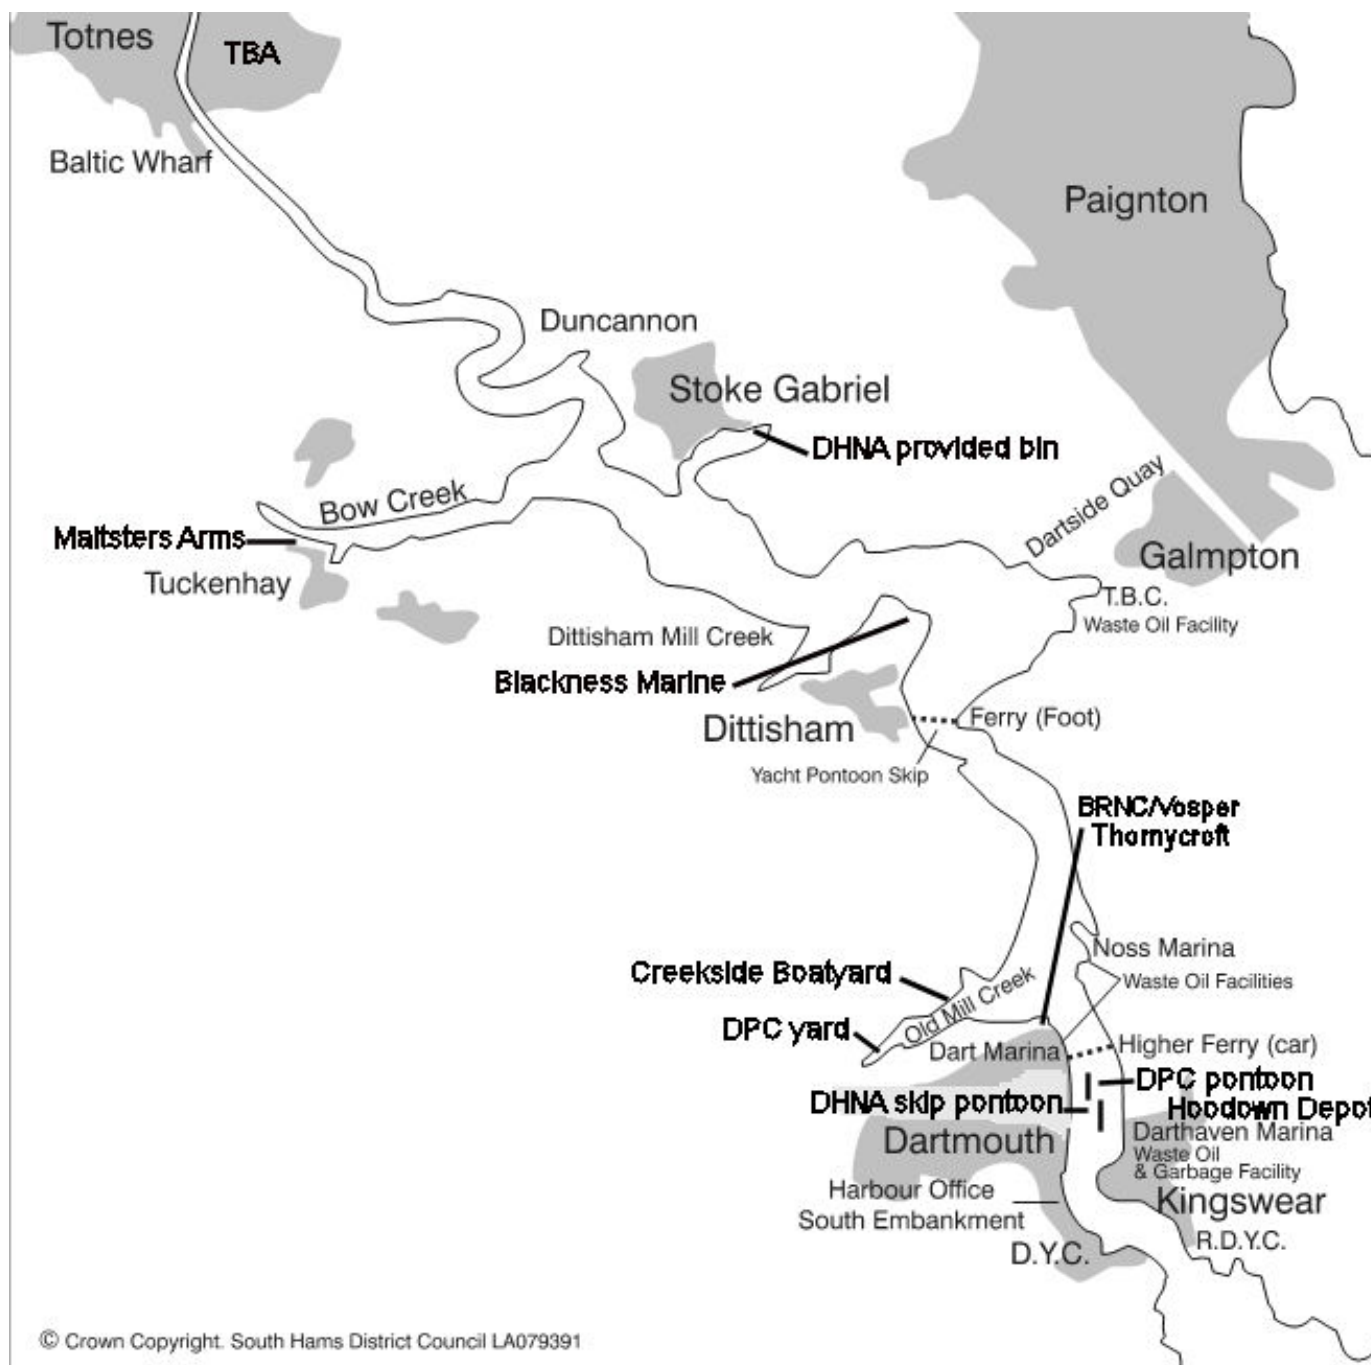 Totnes
TBA
Baltic Wharf
Paignton
Duncannon
Stoke Gabriel
DHNA provided bin
Bow Creek
Dartside Quay
Maltsters Arms
Galmpton
Tuckenhay
T.B.C.
Waste Oil Facility
Dittisham Mill Creek
Blackness Marine
Dittisham
Ferry (Foot)
Yacht Pontoon Skip
BRNC/Vosper
Thornycroft
Noss Marina
Creekside Boatyard
Waste Oil Facilities
Old Mill Creek
DPC yard
Dart Marina
Higher Ferry (car)
DPC pontoon
DHNA skip pontoon
Hoodown Depot
Dartmouth
Darthaven Marina
Waste Oil
& Garbage Facility
Harbour Office
South Embankment
Kingswear
R.D.Y.C.
D.Y.C.
© Crown Copyright. South Hams District Council LA079391